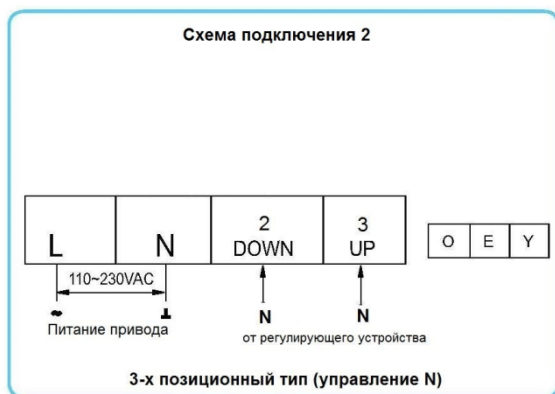 Схема подключения 2
L N 2 3 O E Y
DOWN UP
110~230VAC
~ N N
Питание привода от регулирующего устройства
3-х позиционный тип (управление N)